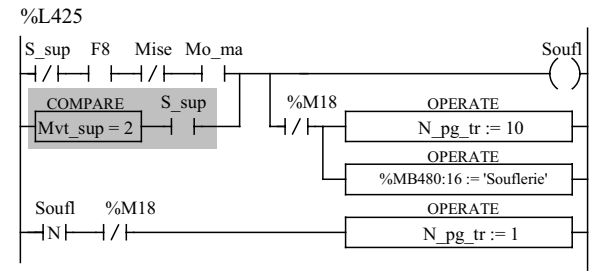 %L425
S_sup F8 Mise Mo_ma Soufl
COMPARE S_sup %M18 OPERATE
Mvt_sup = 2 N_pg_tr := 10
OPERATE
%MB480:16 := 'Souflerie'
Soufl %M18 OPERATE
N N_pg_tr := 1